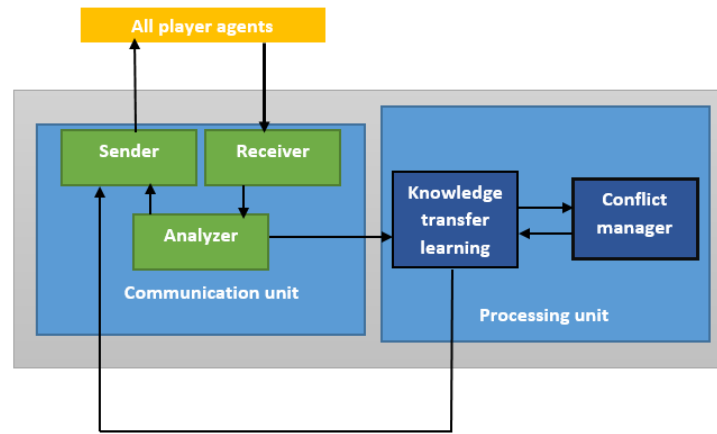 All player agents
Sender
Receiver
Analyzer
Communication unit
Knowledge
transfer
learning
Conflict
manager
Processing unit